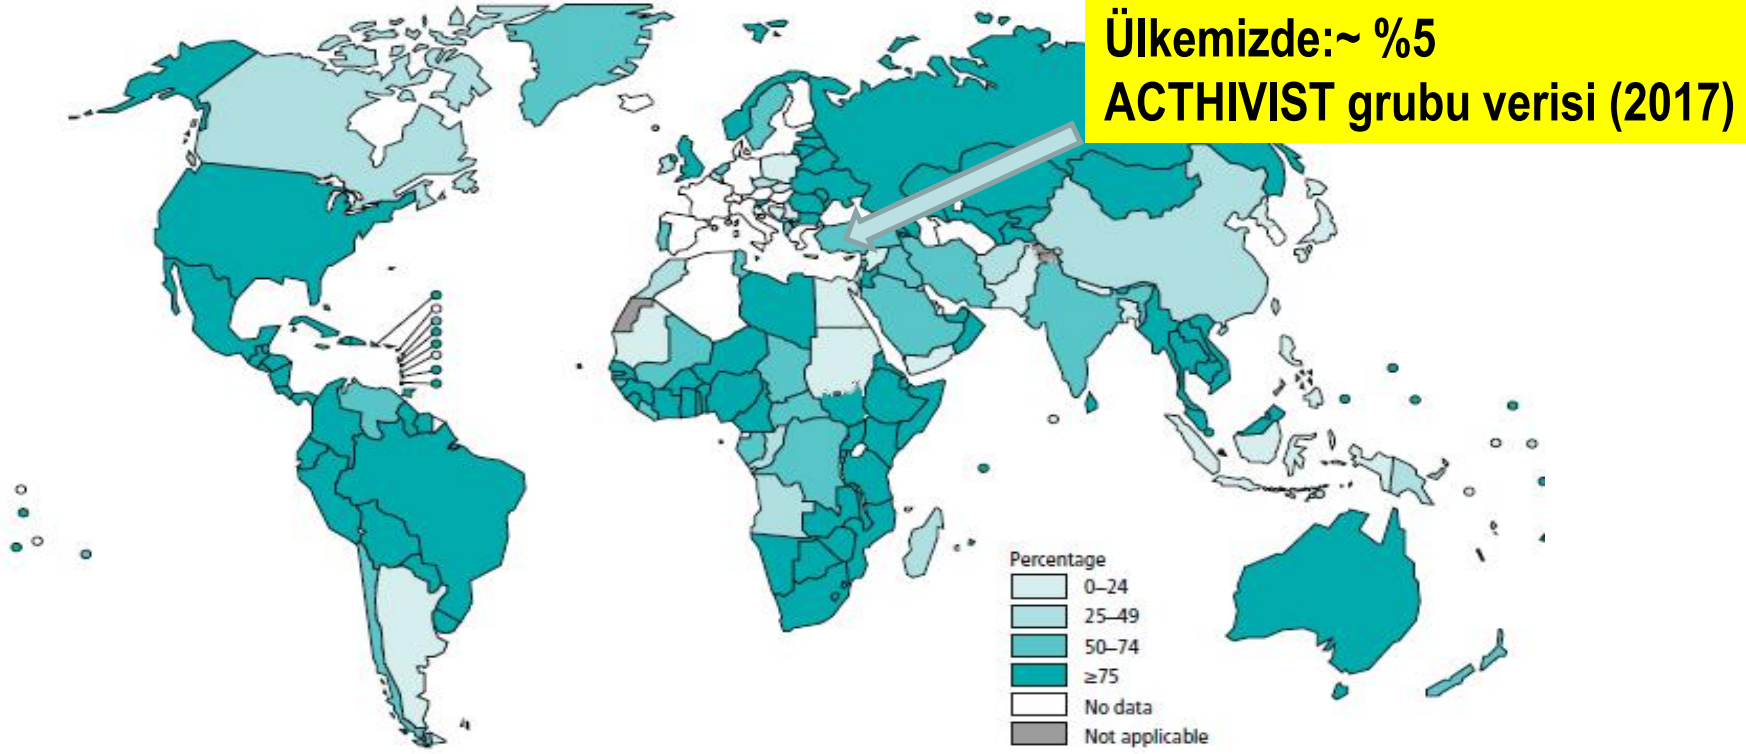 Ülkemizde:~ %5
ACTHIVIST grubu verisi (2017)
Percentage
0–24
25–49
50–74
≥75
No data
Not applicable